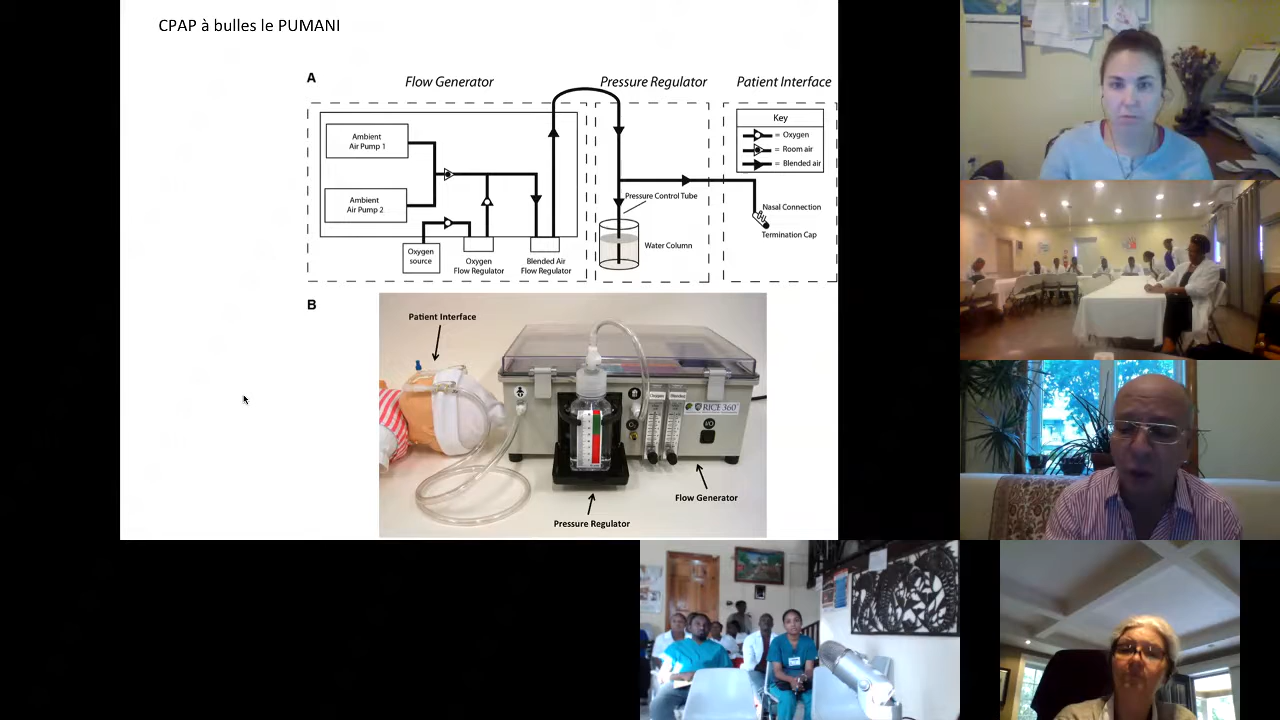 CPAP à bulles le PUMANI
A
Flow Generator
Pressure Regulator
Patient Interface
Ambient
Air Pump 1
Ambient
Air Pump 2
Oxygen
source
Oxygen
Flow Regulator
Blended Air
Flow Regulator
Pressure Control Tube
Water Column
Key
= Oxygen
= Room air
= Blended air
Nasal Connection
Termination Cap
B
Patient Interface
RICE 360°
I/O
Flow Generator
Pressure Regulator